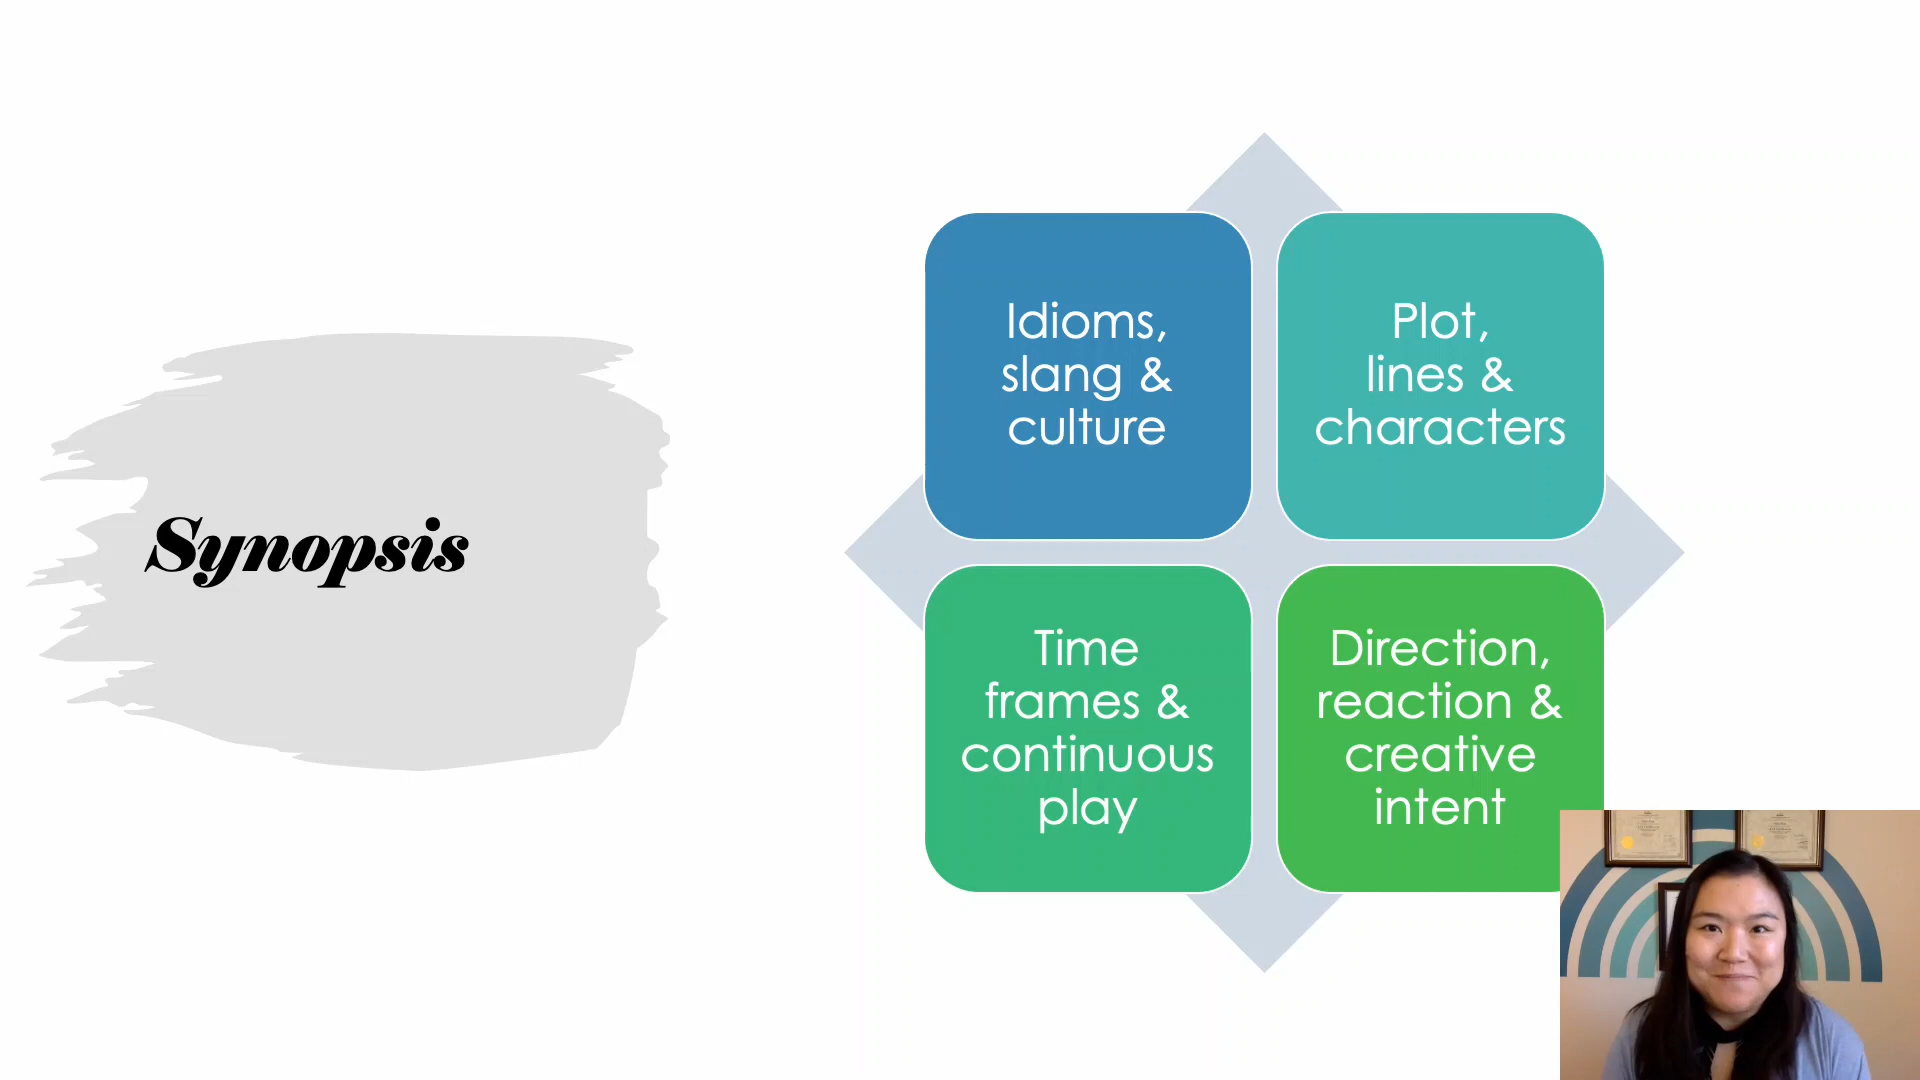 Synopsis
Idioms,
slang &
culture
Plot,
lines &
characters
Time
frames &
continuous
play
Direction,
reaction &
creative
intent